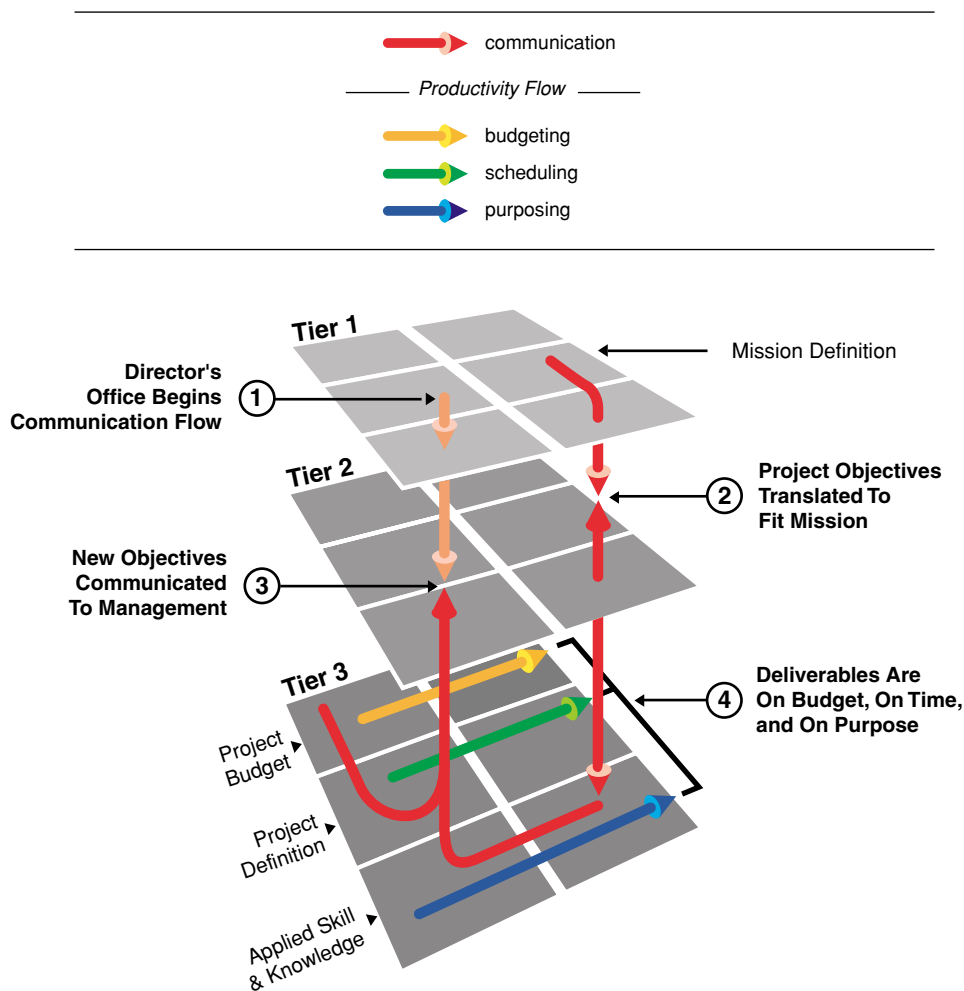 communication
Productivity Flow
budgeting
scheduling
purposing
Tier 1
Mission Definition
Director's
Office Begins
Communication Flow
1
Tier 2
2
Project Objectives
Translated To
Fit Mission
New Objectives
Communicated
To Management
3
Tier 3
4
Deliverables Are
On Budget, On Time,
and On Purpose
Project
Budget
Project
Definition
Applied Skill
& Knowledge